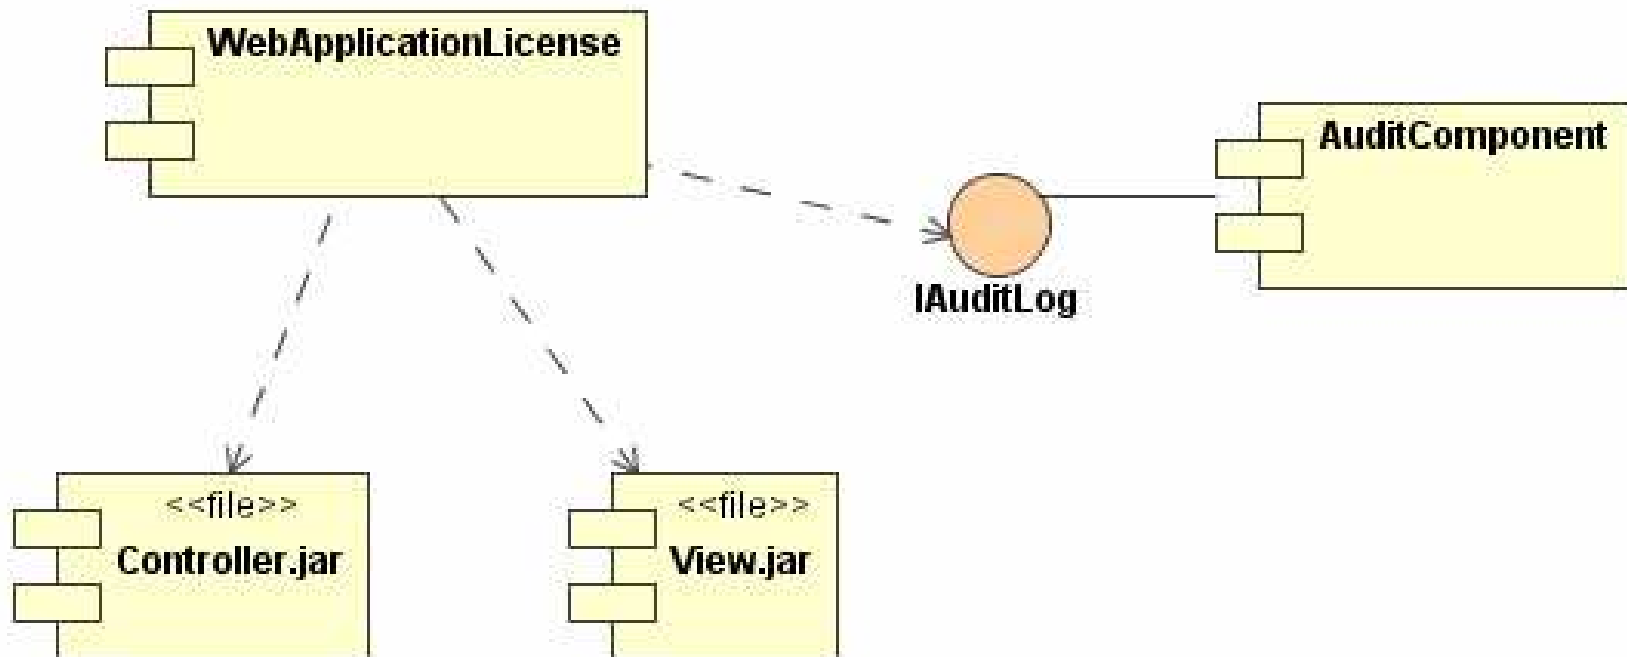 WebApplicationLicense
AuditComponent
IAuditLog
<<file>>
Controller.jar
<<file>>
View.jar